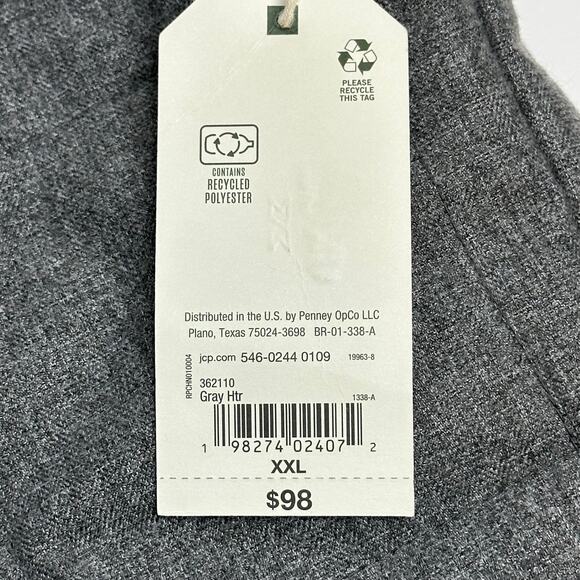 PLEASE
RECYCLE
THIS TAG
CONTAINS
RECYCLED
POLYESTER
Distributed in the U.S. by Penney OpCo LLC
Plano, Texas 75024-3698 BR-01-338-A
jcp.com 546-0244 0109 19963-8
RPCHN010004
362110
Gray Htr 1338-A
1 98274 02407 2
XXL
$98